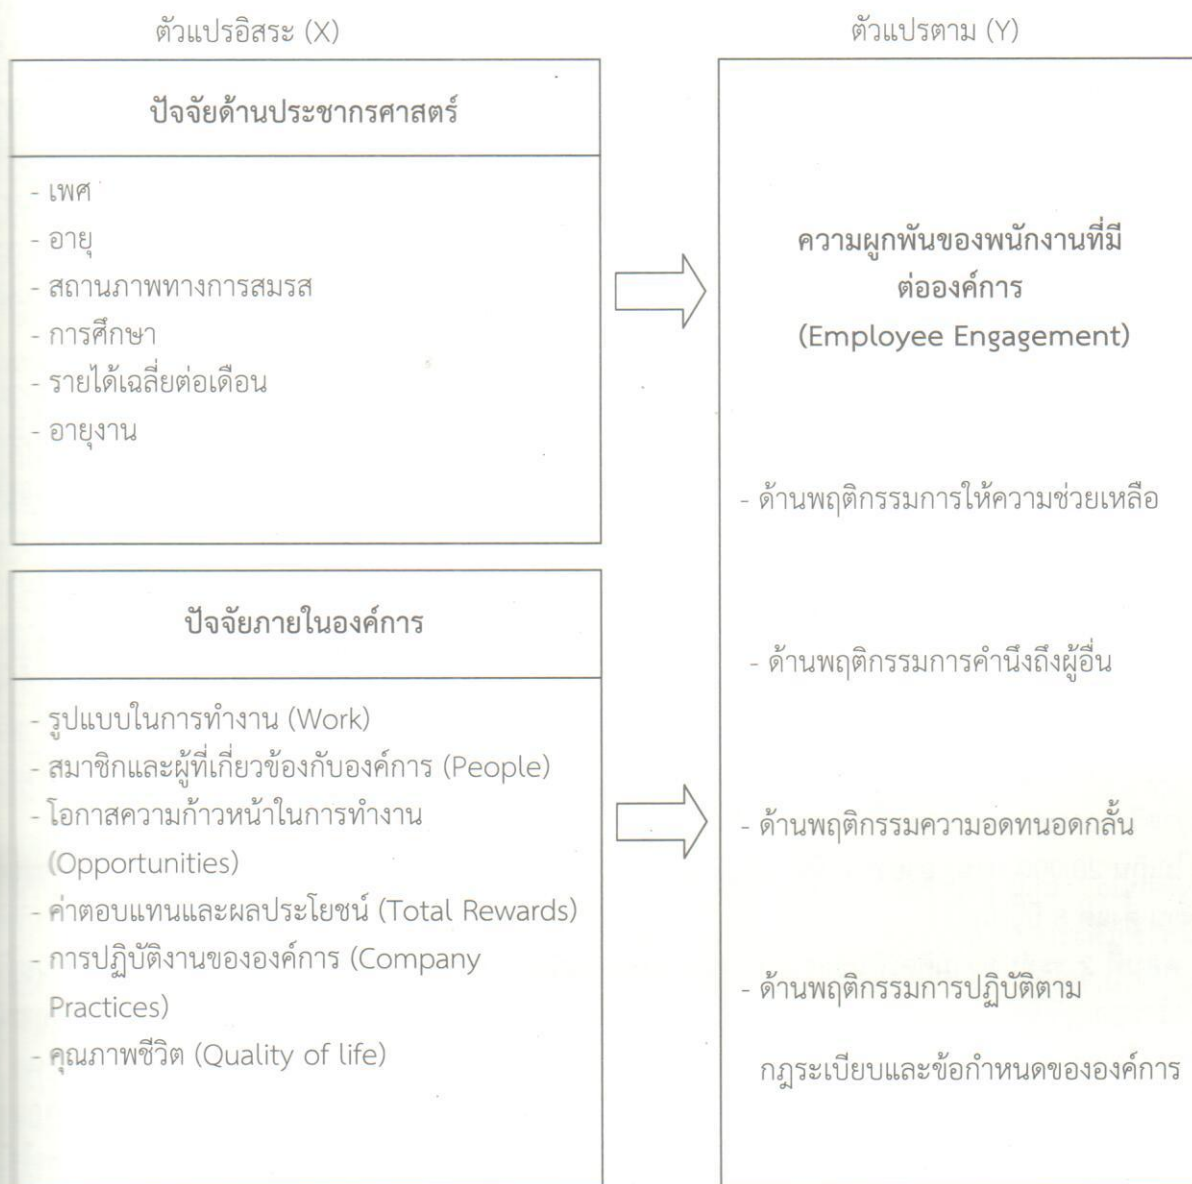 ตัวแปรอิสระ (X)
ปัจจัยด้านประชากรศาสตร์
- เพศ
- อายุ
- สถานภาพทางการสมรส
- การศึกษา
- รายได้เฉลี่ยต่อเดือน
- อายุงาน
ปัจจัยภายในองค์การ
- รูปแบบในการทำงาน (Work)
- สมาชิกและผู้ที่เกี่ยวข้องกับองค์การ (People)
- โอกาสความก้าวหน้าในการทำงาน
(Opportunities)
- ค่าตอบแทนและผลประโยชน์ (Total Rewards)
- การปฏิบัติงานขององค์การ (Company
Practices)
- คุณภาพชีวิต (Quality of life)
ตัวแปรตาม (Y)
ความผูกพันของพนักงานที่มี
ต่อองค์การ
(Employee Engagement)
- ด้านพฤติกรรมการให้ความช่วยเหลือ
- ด้านพฤติกรรมการคำนึงถึงผู้อื่น
- ด้านพฤติกรรมความอดทนอดกลั้น
- ด้านพฤติกรรมการปฏิบัติตาม
กฎระเบียบและข้อกำหนดขององค์การ